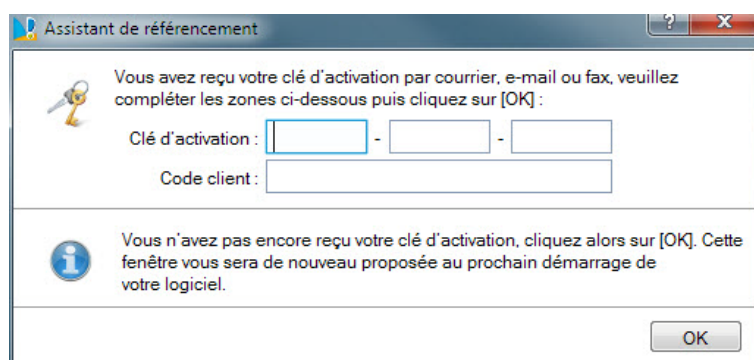 Assistant de référencement
? X
Vous avez reçu votre clé d'activation par courrier, e-mail ou fax, veuillez
compléter les zones ci-dessous puis cliquez sur [OK] :
Clé d'activation : - -
Code client :
Vous n'avez pas encore reçu votre clé d'activation, cliquez alors sur [OK]. Cette
fenêtre vous sera de nouveau proposée au prochain démarrage de
votre logiciel.
OK